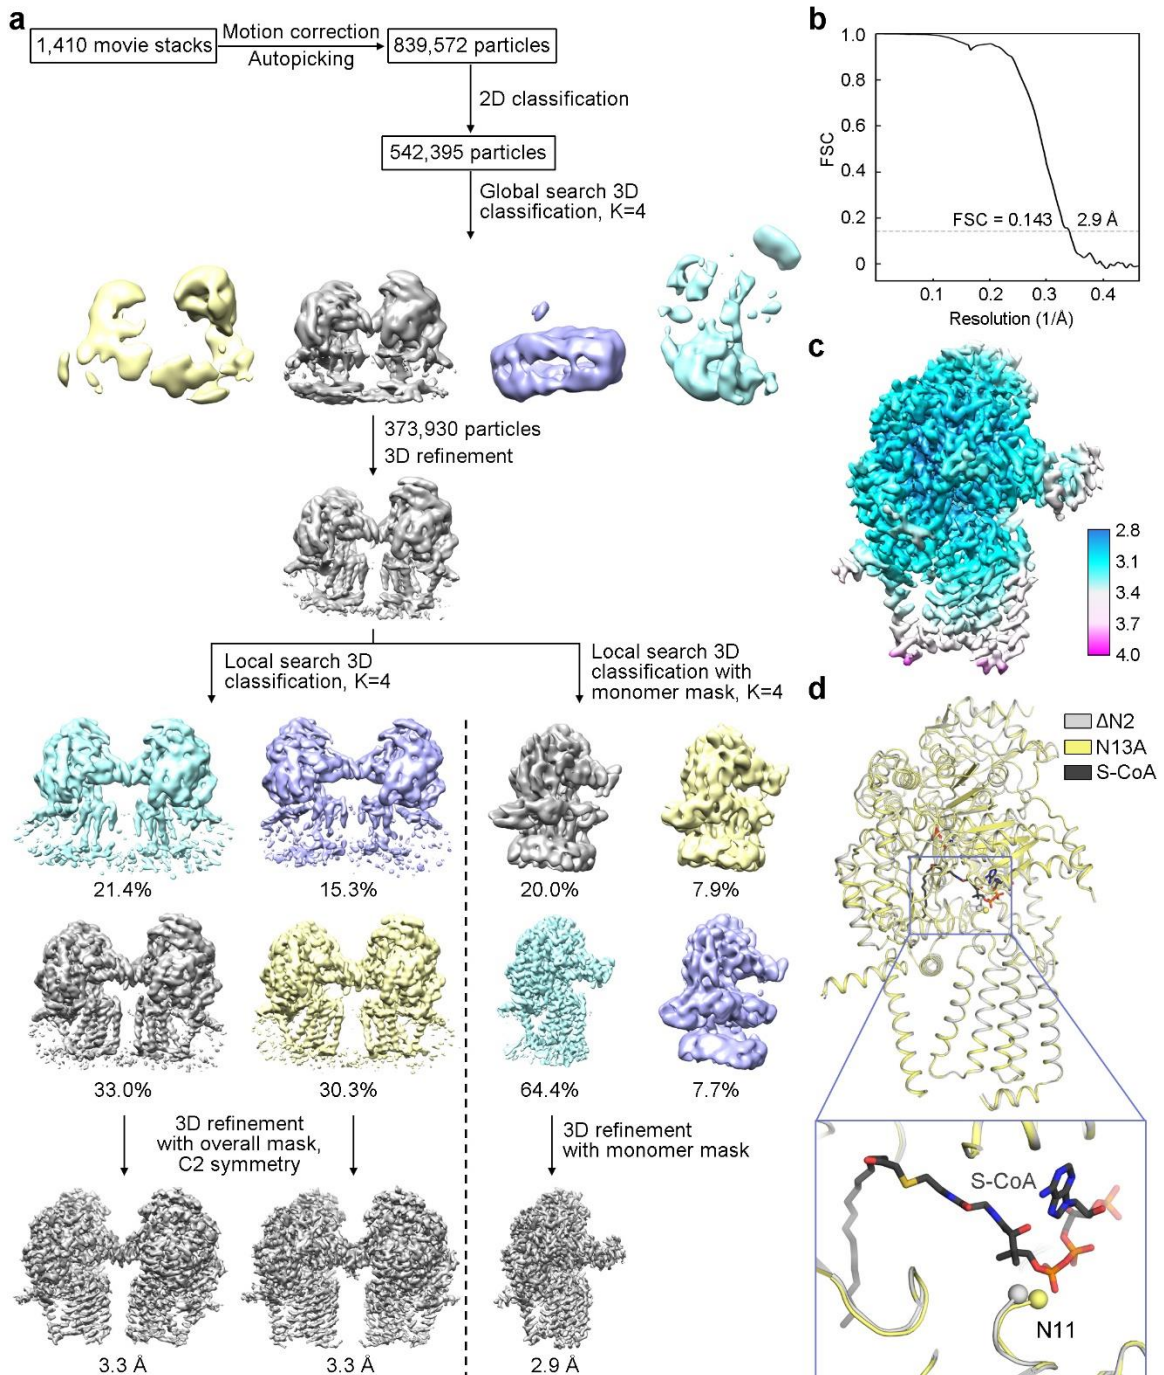 a
1,410 movie stacks
Motion correction
Autopicking
839,572 particles
2D classification
542,395 particles
Global search 3D
classification, K=4
373,930 particles
3D refinement
Local search 3D
classification, K=4
Local search 3D
classification with
monomer mask, K=4
21.4%
15.3%
20.0%
7.9%
33.0%
30.3%
64.4%
7.7%
3D refinement
with overall mask,
C2 symmetry
3D refinement
with monomer mask
3.3 Å
3.3 Å
2.9 Å
b
1.0
0.8
0.6
0.4
0.2
0
FSC
FSC = 0.143
2.9 Å
0.1
0.2
0.3
0.4
Resolution (1/Å)
c
2.8
3.1
3.4
3.7
4.0
d
ΔN2
N13A
S-CoA
S-CoA
N11